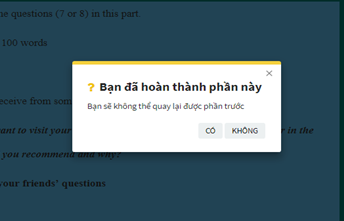 ne questions (7 or 8) in this part.
100 words
×
? Bạn đã hoàn thành phần này
Bạn sẽ không thể quay lại được phần trước
CÓ KHÔNG
eceive from som
ant to visit your
r in the
you recommend and why?
your friends' questions